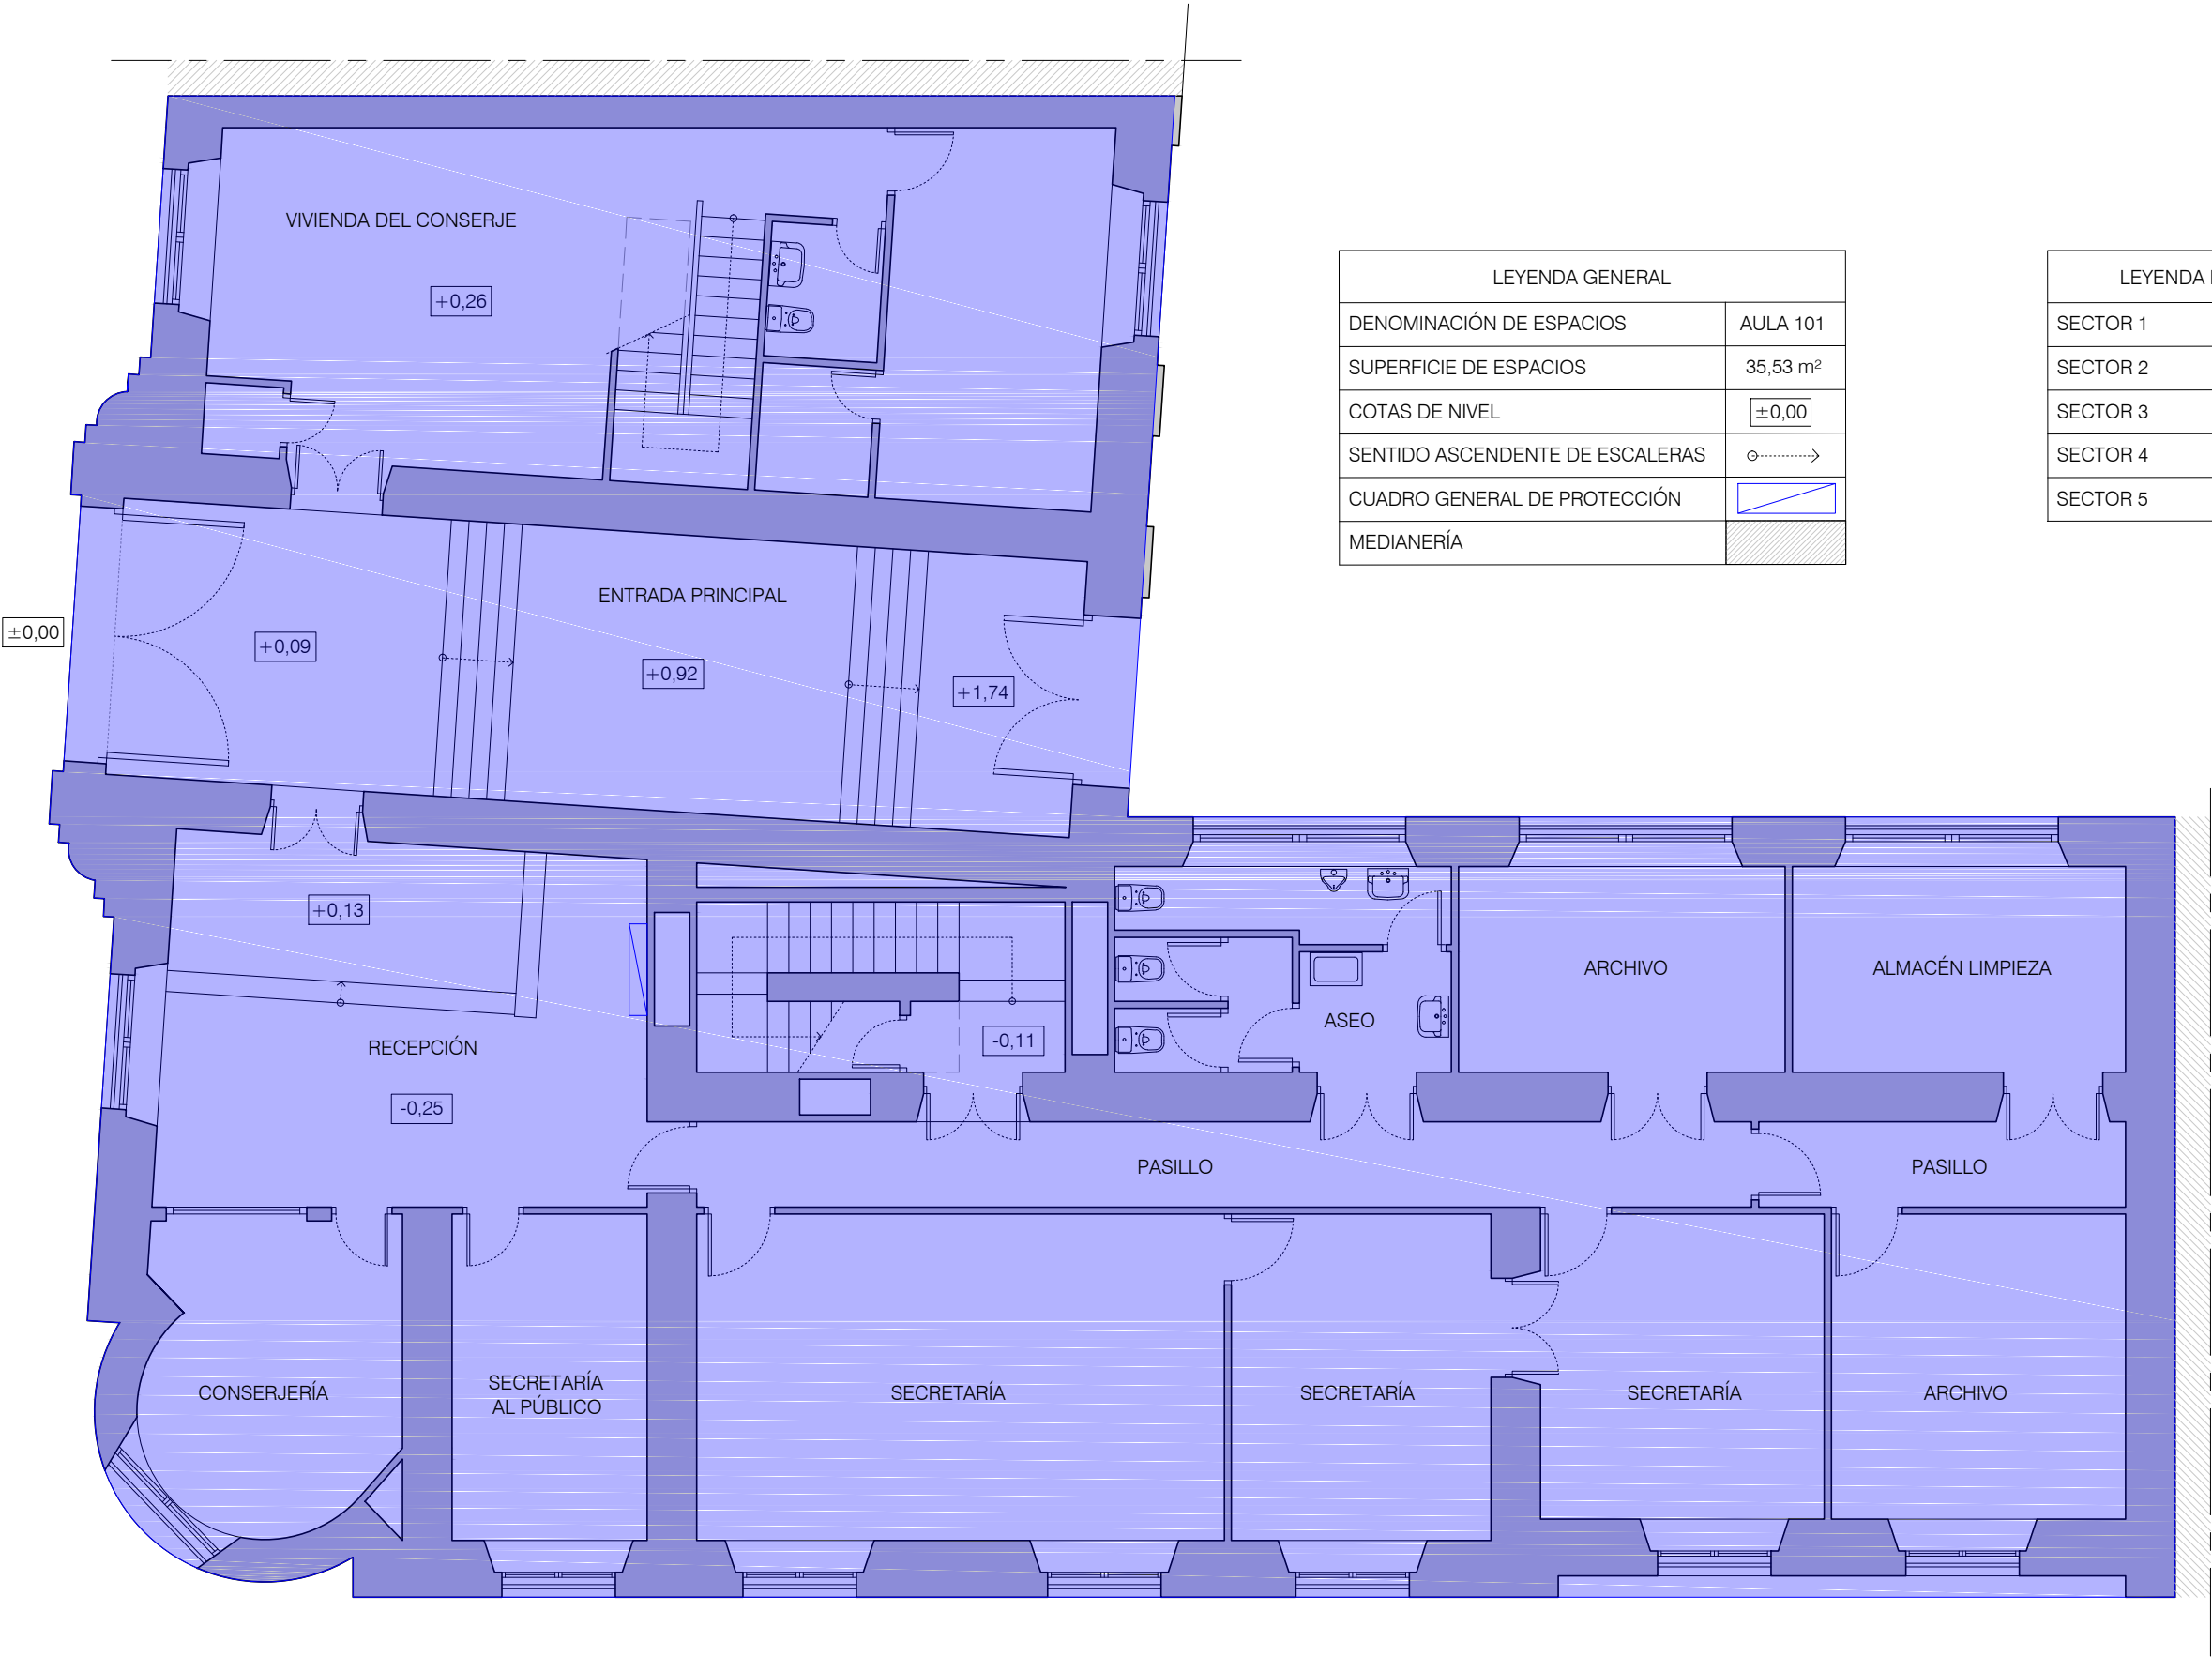 VIVIENDA DEL CONSERJE
+0,26
ENTRADA PRINCIPAL
±0,00
+0,09
+0,92
+1,74
+0,13
RECEPCIÓN
-0,25
-0,11
ASEO
ARCHIVO
ALMACÉN LIMPIEZA
PASILLO
PASILLO
CONSERJERÍA
SECRETARÍA
AL PÚBLICO
SECRETARÍA
SECRETARÍA
SECRETARÍA
ARCHIVO
LEYENDA GENERAL
DENOMINACIÓN DE ESPACIOS AULA 101
SUPERFICIE DE ESPACIOS 35,53 m²
COTAS DE NIVEL ±0,00
SENTIDO ASCENDENTE DE ESCALERAS
CUADRO GENERAL DE PROTECCIÓN
MEDIANERÍA
LEYENDA
SECTOR 1
SECTOR 2
SECTOR 3
SECTOR 4
SECTOR 5